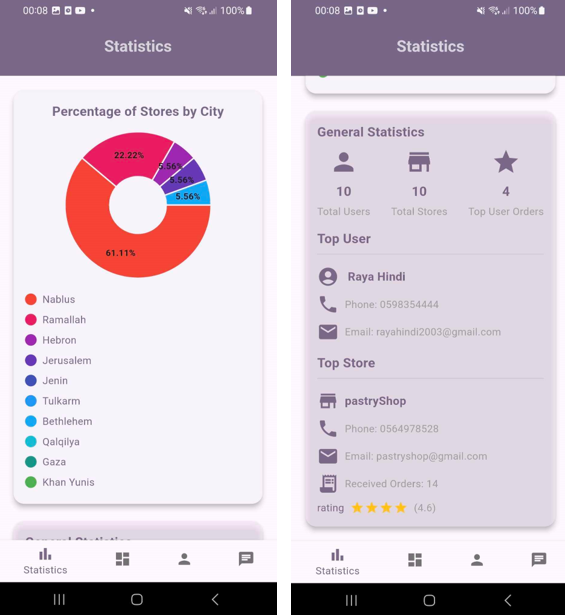 00:08 100%
Statistics
Percentage of Stores by City
22.22%
5.56%
5.56%
5.56%
61.11%
Nablus
Ramallah
Hebron
Jerusalem
Jenin
Tulkarm
Bethlehem
Qalqilya
Gaza
Khan Yunis
General Statistics
Statistics
00:08 100%
Statistics
General Statistics
10 10 4
Total Users Total Stores Top User Orders
Top User
Raya Hindi
Phone: 0598354444
Email: rayahindi2003@gmail.com
Top Store
pastryShop
Phone: 0564978528
Email: pastryshop@gmail.com
Received Orders: 14
rating (4.6)
Statistics